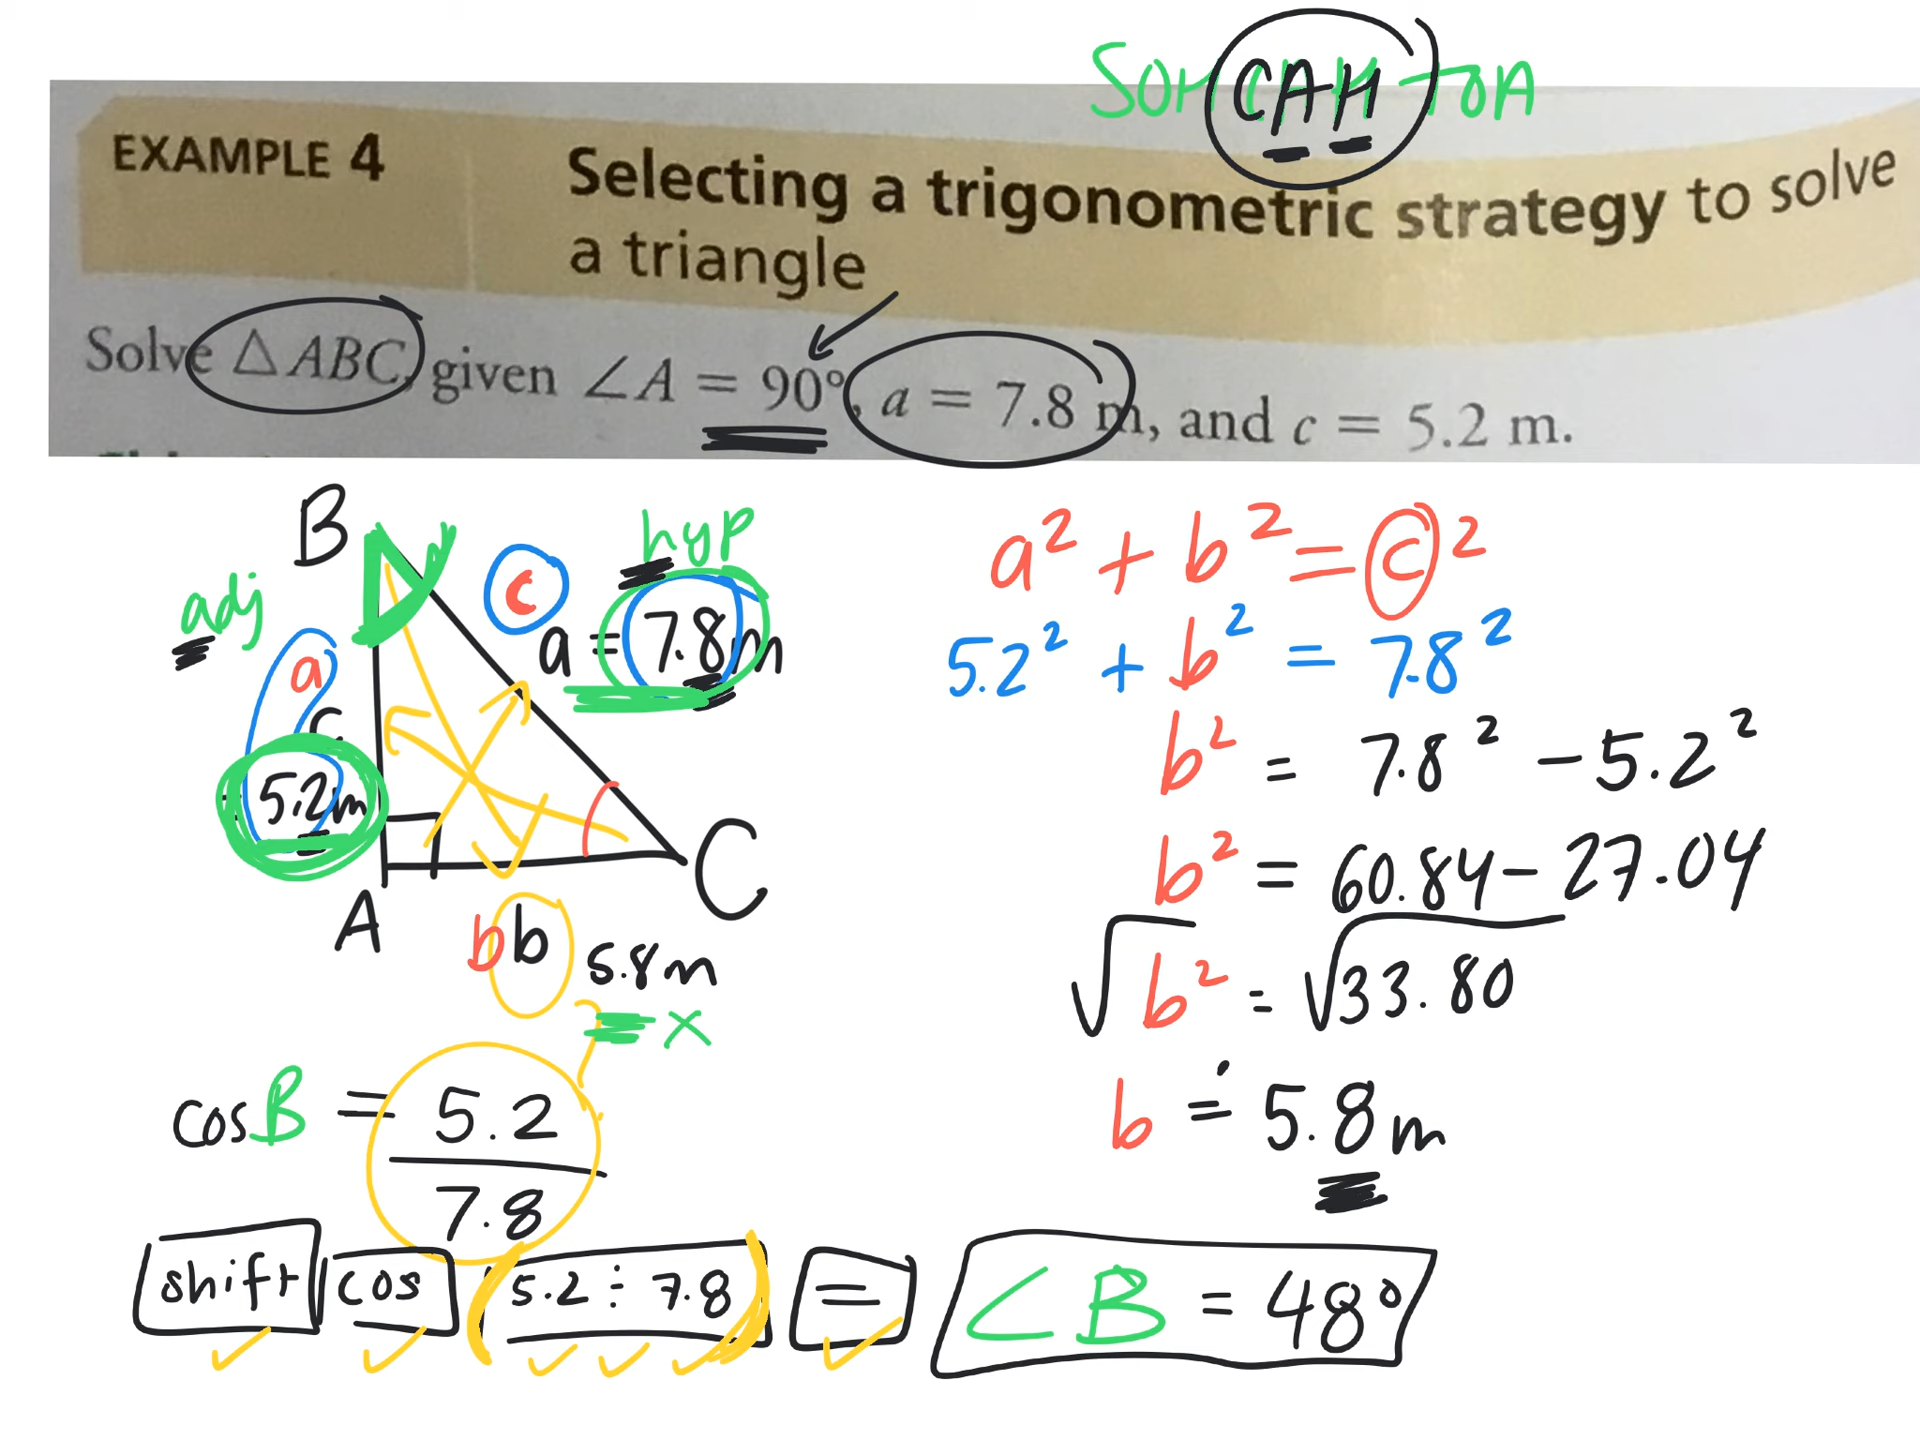 SOH CAH TOA
EXAMPLE 4
Selecting a trigonometric strategy to solve
a triangle
Solve △ABC, given ∠A = 90°, a = 7.8 m, and c = 5.2 m.
B
hyp
adj
c
a = 7.8m
a
c
= 5.2m
A
C
b b 5.8m
= x
cosB = 5.2
7.8
shift cos (5.2 ÷ 7.8) =
∠B = 48°
a² + b² = c²
5.2² + b² = 7.8²
b² = 7.8² − 5.2²
b² = 60.84 − 27.04
√b² = √33.80
b ≐ 5.8m